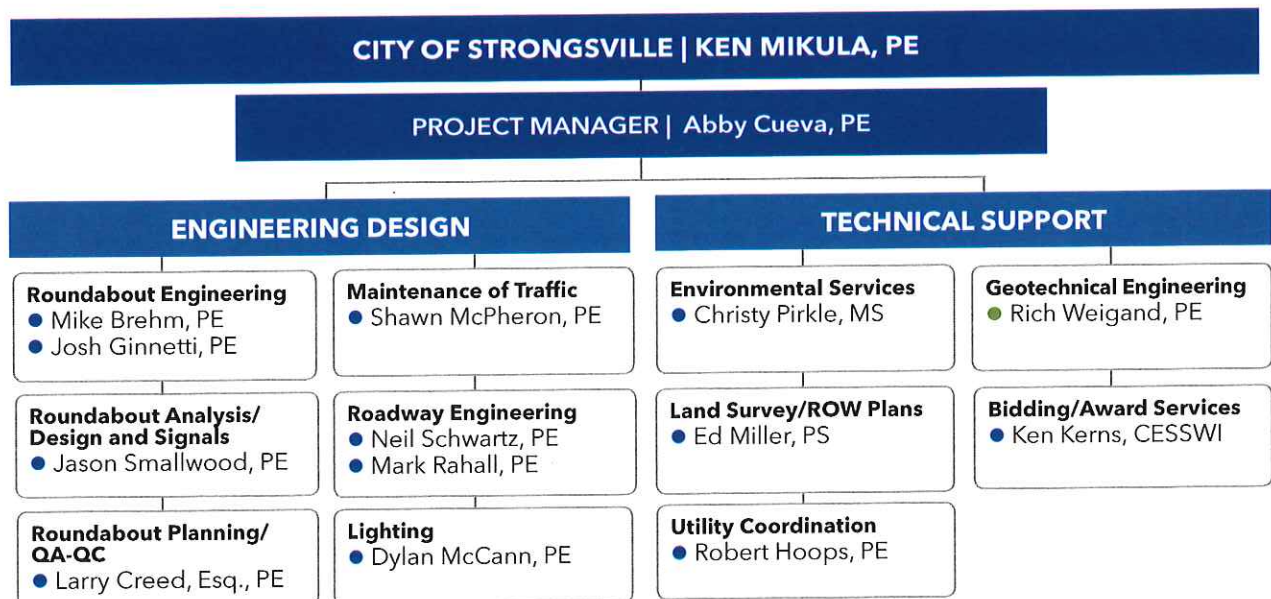 CITY OF STRONGSVILLE | KEN MIKULA, PE
PROJECT MANAGER | Abby Cueva, PE
ENGINEERING DESIGN
Roundabout Engineering
Mike Brehm, PE
Josh Ginnetti, PE
Roundabout Analysis/
Design and Signals
Jason Smallwood, PE
Roundabout Planning/
QA-QC
Larry Creed, Esq., PE
Maintenance of Traffic
Shawn McPheron, PE
Roadway Engineering
Neil Schwartz, PE
Mark Rahall, PE
Lighting
Dylan McCann, PE
TECHNICAL SUPPORT
Environmental Services
Christy Pirkle, MS
Land Survey/ROW Plans
Ed Miller, PS
Utility Coordination
Robert Hoops, PE
Geotechnical Engineering
Rich Weigand, PE
Bidding/Award Services
Ken Kerns, CESSWI